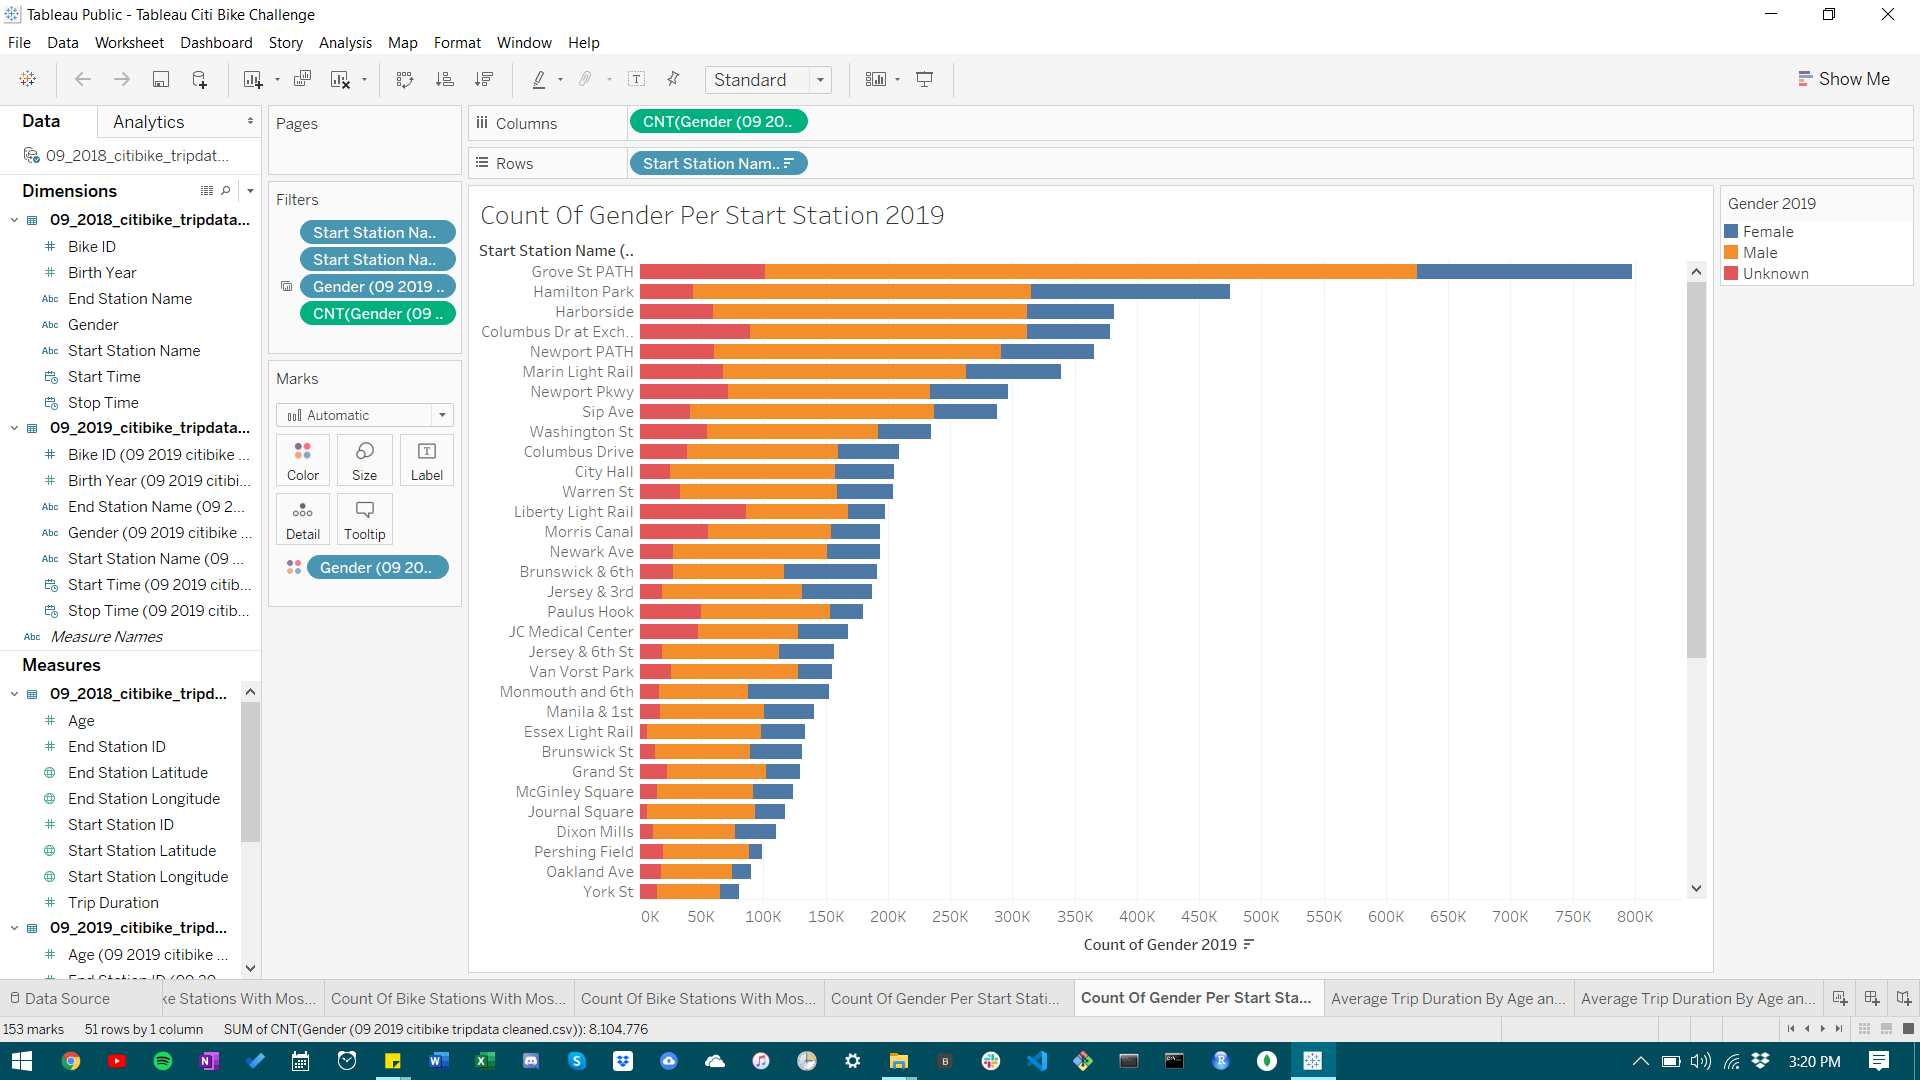 Tableau Public - Tableau Citi Bike Challenge
File Data Worksheet Dashboard Story Analysis Map Format Window Help
Standard
Show Me
Data
Analytics
09_2018_citibike_tripdat...
Dimensions
09_2018_citibike_tripdata...
# Bike ID
# Birth Year
Abc End Station Name
Abc Gender
Abc Start Station Name
Start Time
Stop Time
09_2019_citibike_tripdata...
# Bike ID (09 2019 citibike ...
# Birth Year (09 2019 citibi...
Abc End Station Name (09 2...
Abc Gender (09 2019 citibike ...
Abc Start Station Name (09 ...
Start Time (09 2019 citib...
Stop Time (09 2019 citib...
Abc Measure Names
Measures
09_2018_citibike_tripd...
# Age
# End Station ID
End Station Latitude
End Station Longitude
# Start Station ID
Start Station Latitude
Start Station Longitude
# Trip Duration
09_2019_citibike_tripd...
# Age (09 2019 citibike ...
# End Station ID (09 20...
Pages
Filters
Start Station Na..
Start Station Na..
Gender (09 2019 ..
CNT(Gender (09 ..
Marks
Automatic
Color
Size
Label
Detail
Tooltip
Gender (09 20..
Columns
CNT(Gender (09 20..
Rows
Start Station Nam..
Count Of Gender Per Start Station 2019
Start Station Name (..
Grove St PATH
Hamilton Park
Harborside
Columbus Dr at Exch..
Newport PATH
Marin Light Rail
Newport Pkwy
Sip Ave
Washington St
Columbus Drive
City Hall
Warren St
Liberty Light Rail
Morris Canal
Newark Ave
Brunswick & 6th
Jersey & 3rd
Paulus Hook
JC Medical Center
Jersey & 6th St
Van Vorst Park
Monmouth and 6th
Manila & 1st
Essex Light Rail
Brunswick St
Grand St
McGinley Square
Journal Square
Dixon Mills
Pershing Field
Oakland Ave
York St
0K 50K 100K 150K 200K 250K 300K 350K 400K 450K 500K 550K 600K 650K 700K 750K 800K
Count of Gender 2019
Gender 2019
Female
Male
Unknown
Data Source
ke Stations With Mos...
Count Of Bike Stations With Mos...
Count Of Bike Stations With Mos...
Count Of Gender Per Start Stati...
Count Of Gender Per Start Sta...
Average Trip Duration By Age an...
Average Trip Duration By Age an...
153 marks 51 rows by 1 column SUM of CNT(Gender (09 2019 citibike tripdata cleaned.csv)): 8,104,776
3:20 PM